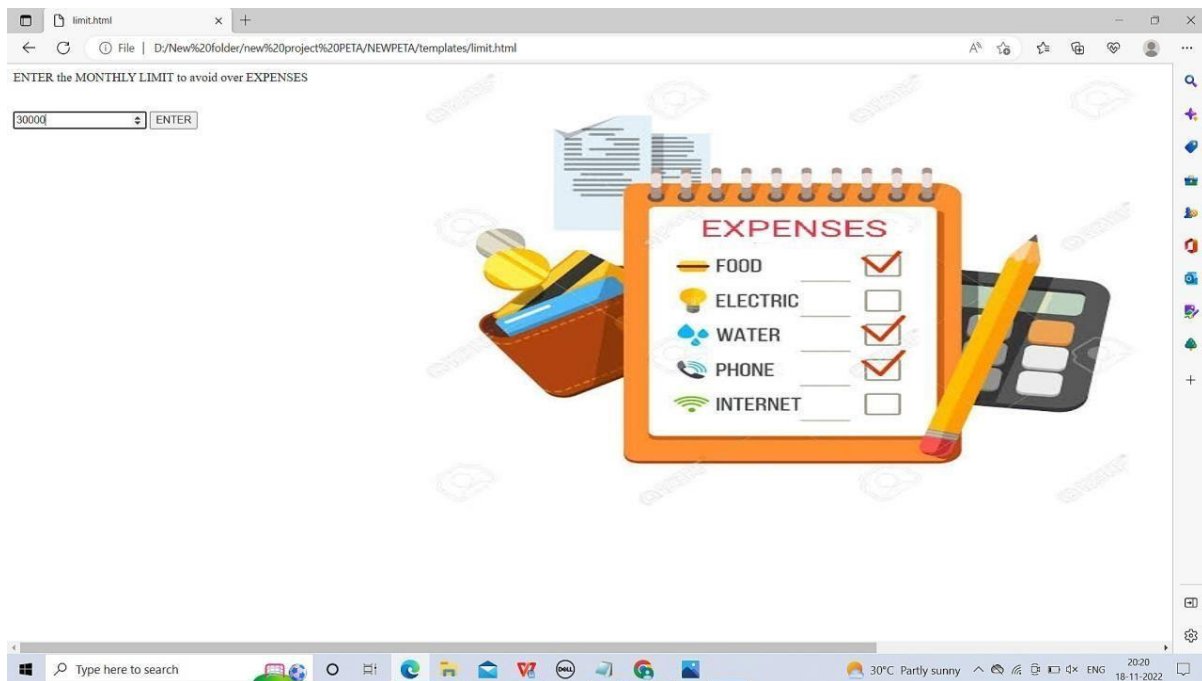 limit.html
File | D:/New%20folder/new%20project%20PETA/NEWPETA/templates/limit.html
ENTER the MONTHLY LIMIT to avoid over EXPENSES
30000 ENTER
EXPENSES
FOOD
ELECTRIC
WATER
PHONE
INTERNET
Type here to search
DELL
30°C Partly sunny
ENG
20:20
18-11-2022